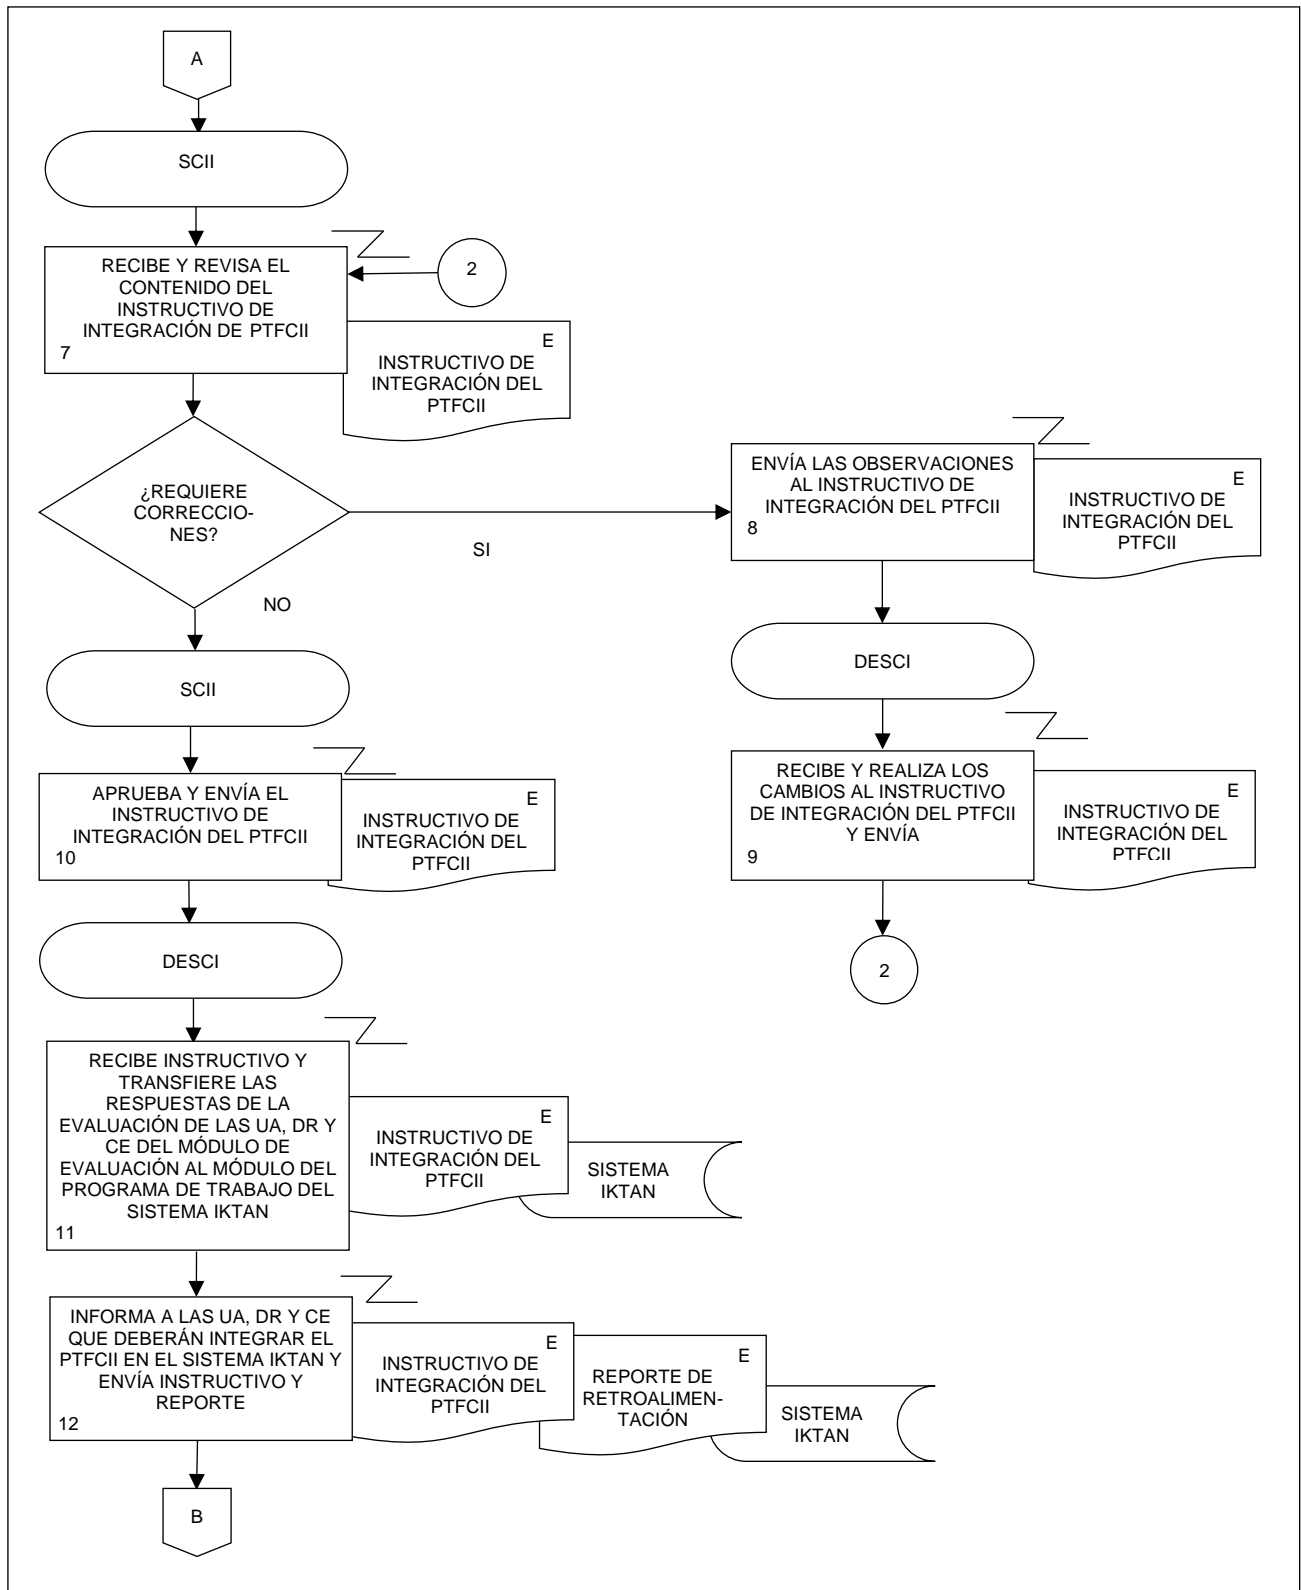 A
SCII
RECIBE Y REVISA EL
CONTENIDO DEL
INSTRUCTIVO DE
INTEGRACIÓN DE PTFCII
7
2
E
INSTRUCTIVO DE
INTEGRACIÓN DEL
PTFCII
¿REQUIERE
CORRECCIO-
NES?
SI
NO
ENVÍA LAS OBSERVACIONES
AL INSTRUCTIVO DE
INTEGRACIÓN DEL PTFCII
8
E
INSTRUCTIVO DE
INTEGRACIÓN DEL
PTFCII
DESCI
RECIBE Y REALIZA LOS
CAMBIOS AL INSTRUCTIVO
DE INTEGRACIÓN DEL PTFCII
Y ENVÍA
9
E
INSTRUCTIVO DE
INTEGRACIÓN DEL
PTFCII
2
SCII
APRUEBA Y ENVÍA EL
INSTRUCTIVO DE
INTEGRACIÓN DEL PTFCII
10
E
INSTRUCTIVO DE
INTEGRACIÓN DEL
PTFCII
DESCI
RECIBE INSTRUCTIVO Y
TRANSFIERE LAS
RESPUESTAS DE LA
EVALUACIÓN DE LAS UA, DR Y
CE DEL MÓDULO DE
EVALUACIÓN AL MÓDULO DEL
PROGRAMA DE TRABAJO DEL
SISTEMA IKTAN
11
E
INSTRUCTIVO DE
INTEGRACIÓN DEL
PTFCII
SISTEMA
IKTAN
INFORMA A LAS UA, DR Y CE
QUE DEBERÁN INTEGRAR EL
PTFCII EN EL SISTEMA IKTAN Y
ENVÍA INSTRUCTIVO Y
REPORTE
12
E
INSTRUCTIVO DE
INTEGRACIÓN DEL
PTFCII
E
REPORTE DE
RETROALIMEN-
TACIÓN
SISTEMA
IKTAN
B